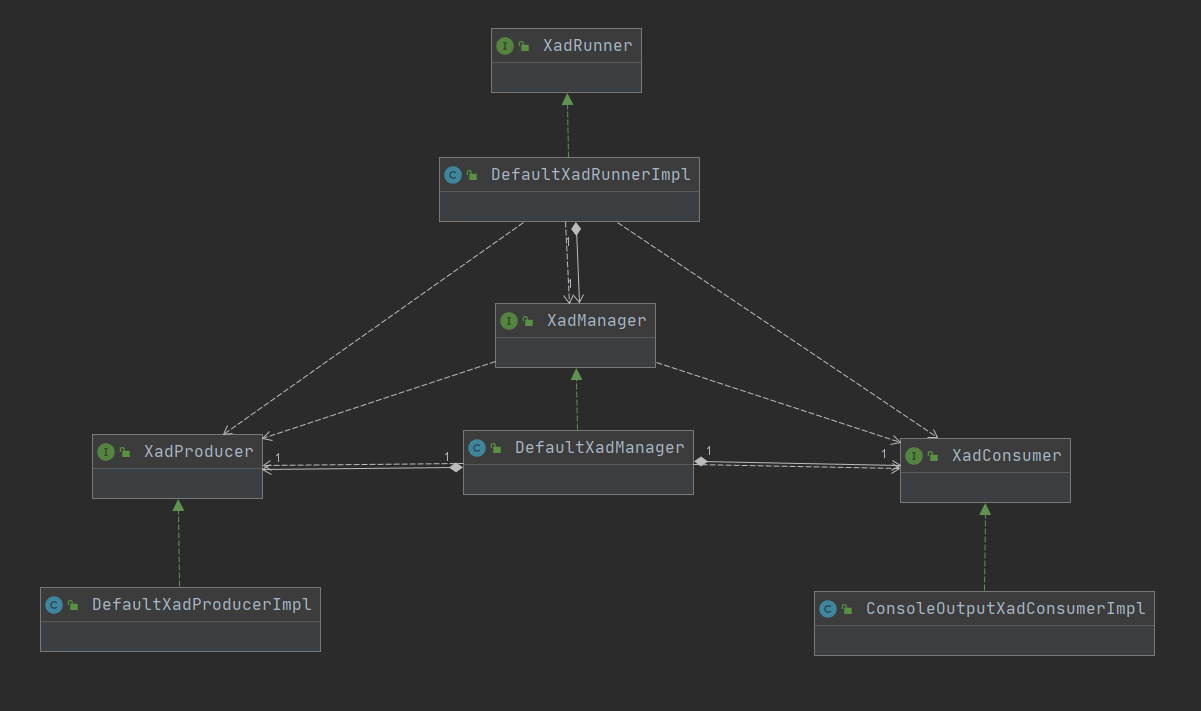 I XadRunner
C DefaultXadRunnerImpl
1
1
I XadManager
I XadProducer
1
1
C DefaultXadManager
1
1
I XadConsumer
C DefaultXadProducerImpl
C ConsoleOutputXadConsumerImpl